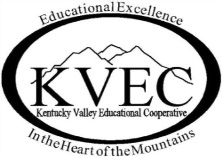 Educational Excellence
KVEC
Kentucky Valley Educational Cooperative
In the Heart of the Mountains